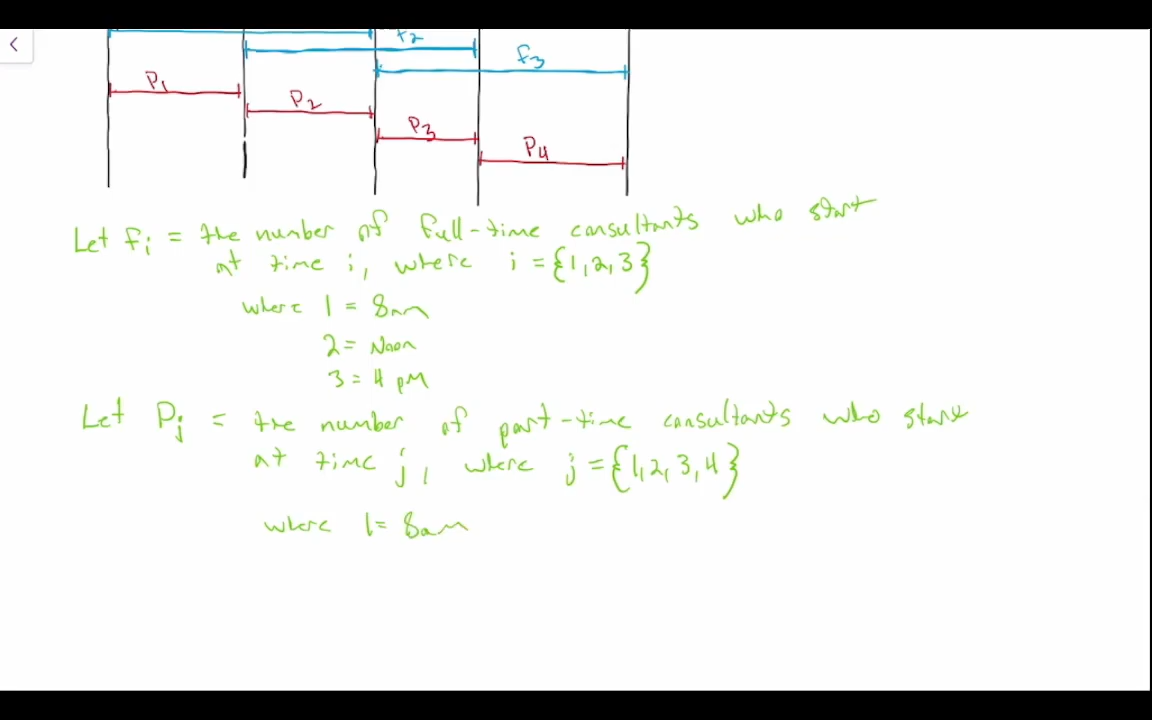 f2
f3
P1
P2
P3
P4
Let fi = the number of full-time consultants who start
at time i, where i = {1,2,3}
where 1 = 8am
2 = Noon
3 = 4 pM
Let Pj = the number of part-time consultants who start
at time j, where j = {1,2,3,4}
where 1 = 8am